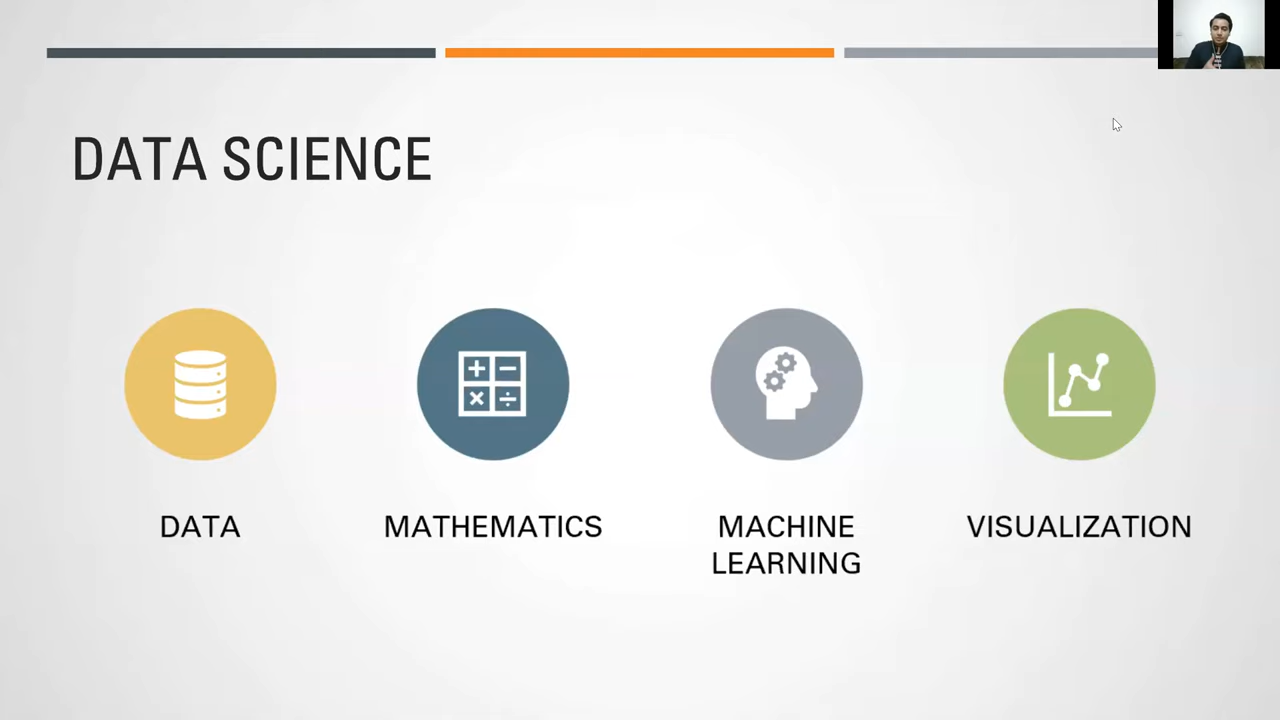 DATA SCIENCE
DATA
MATHEMATICS
MACHINE
LEARNING
VISUALIZATION